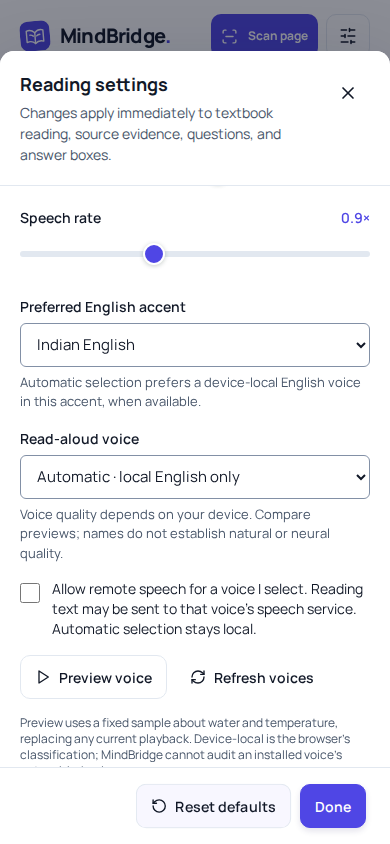 MindBridge.
Scan page
Reading settings
Changes apply immediately to textbook
reading, source evidence, questions, and
answer boxes.
Speech rate
0.9×
Preferred English accent
Indian English
Automatic selection prefers a device-local English voice
in this accent, when available.
Read-aloud voice
Automatic · local English only
Voice quality depends on your device. Compare
previews; names do not establish natural or neural
quality.
Allow remote speech for a voice I select. Reading
text may be sent to that voice's speech service.
Automatic selection stays local.
Preview voice
Refresh voices
Preview uses a fixed sample about water and temperature,
replacing any current playback. Device-local is the browser's
classification; MindBridge cannot audit an installed voice's
Reset defaults
Done